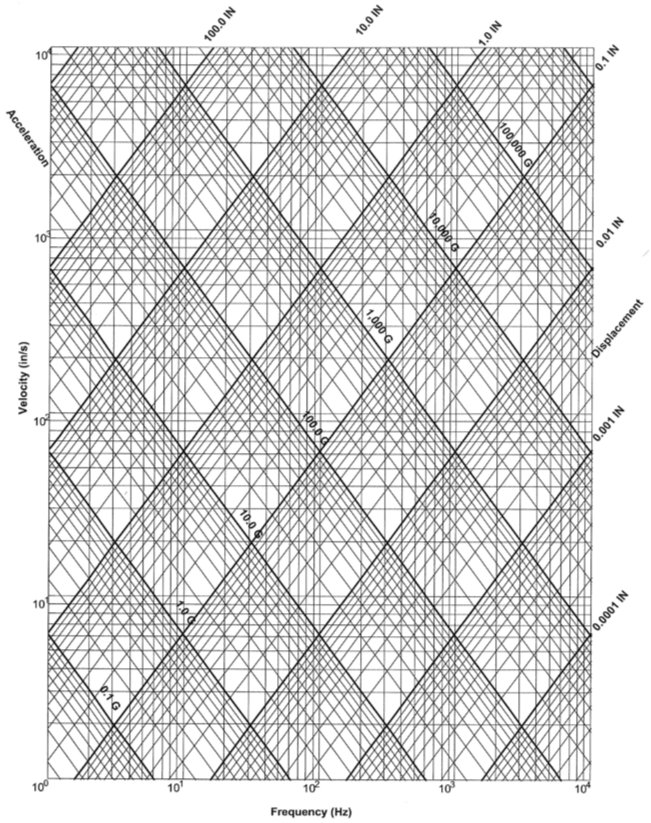 100.0 IN
10.0 IN
1.0 IN
0.1 IN
10⁴
Acceleration
100,000 G
10³
10,000 G
0.01 IN
1,000 G
Displacement
Velocity (in/s)
10²
100.0 G
0.001 IN
10.0 G
10¹
1.0 G
0.0001 IN
0.1 G
10⁰
10¹
10²
10³
10⁴
Frequency (Hz)